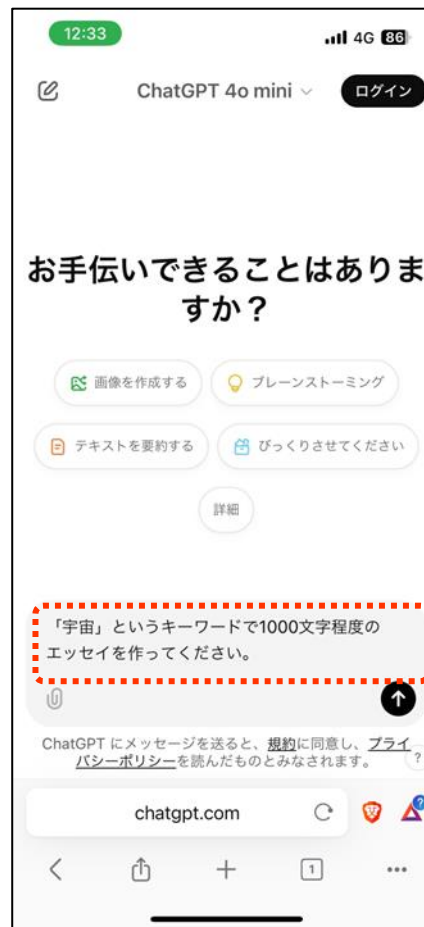 12:33
4G 86
ChatGPT 4o mini
ログイン
お手伝いできることはありま
すか？
画像を作成する
ブレーンストーミング
テキストを要約する
びっくりさせてください
詳細
「宇宙」というキーワードで1000文字程度の
エッセイを作ってください。
ChatGPT にメッセージを送ると、規約に同意し、プライ
バシーポリシーを読んだものとみなされます。
?
chatgpt.com
?
1